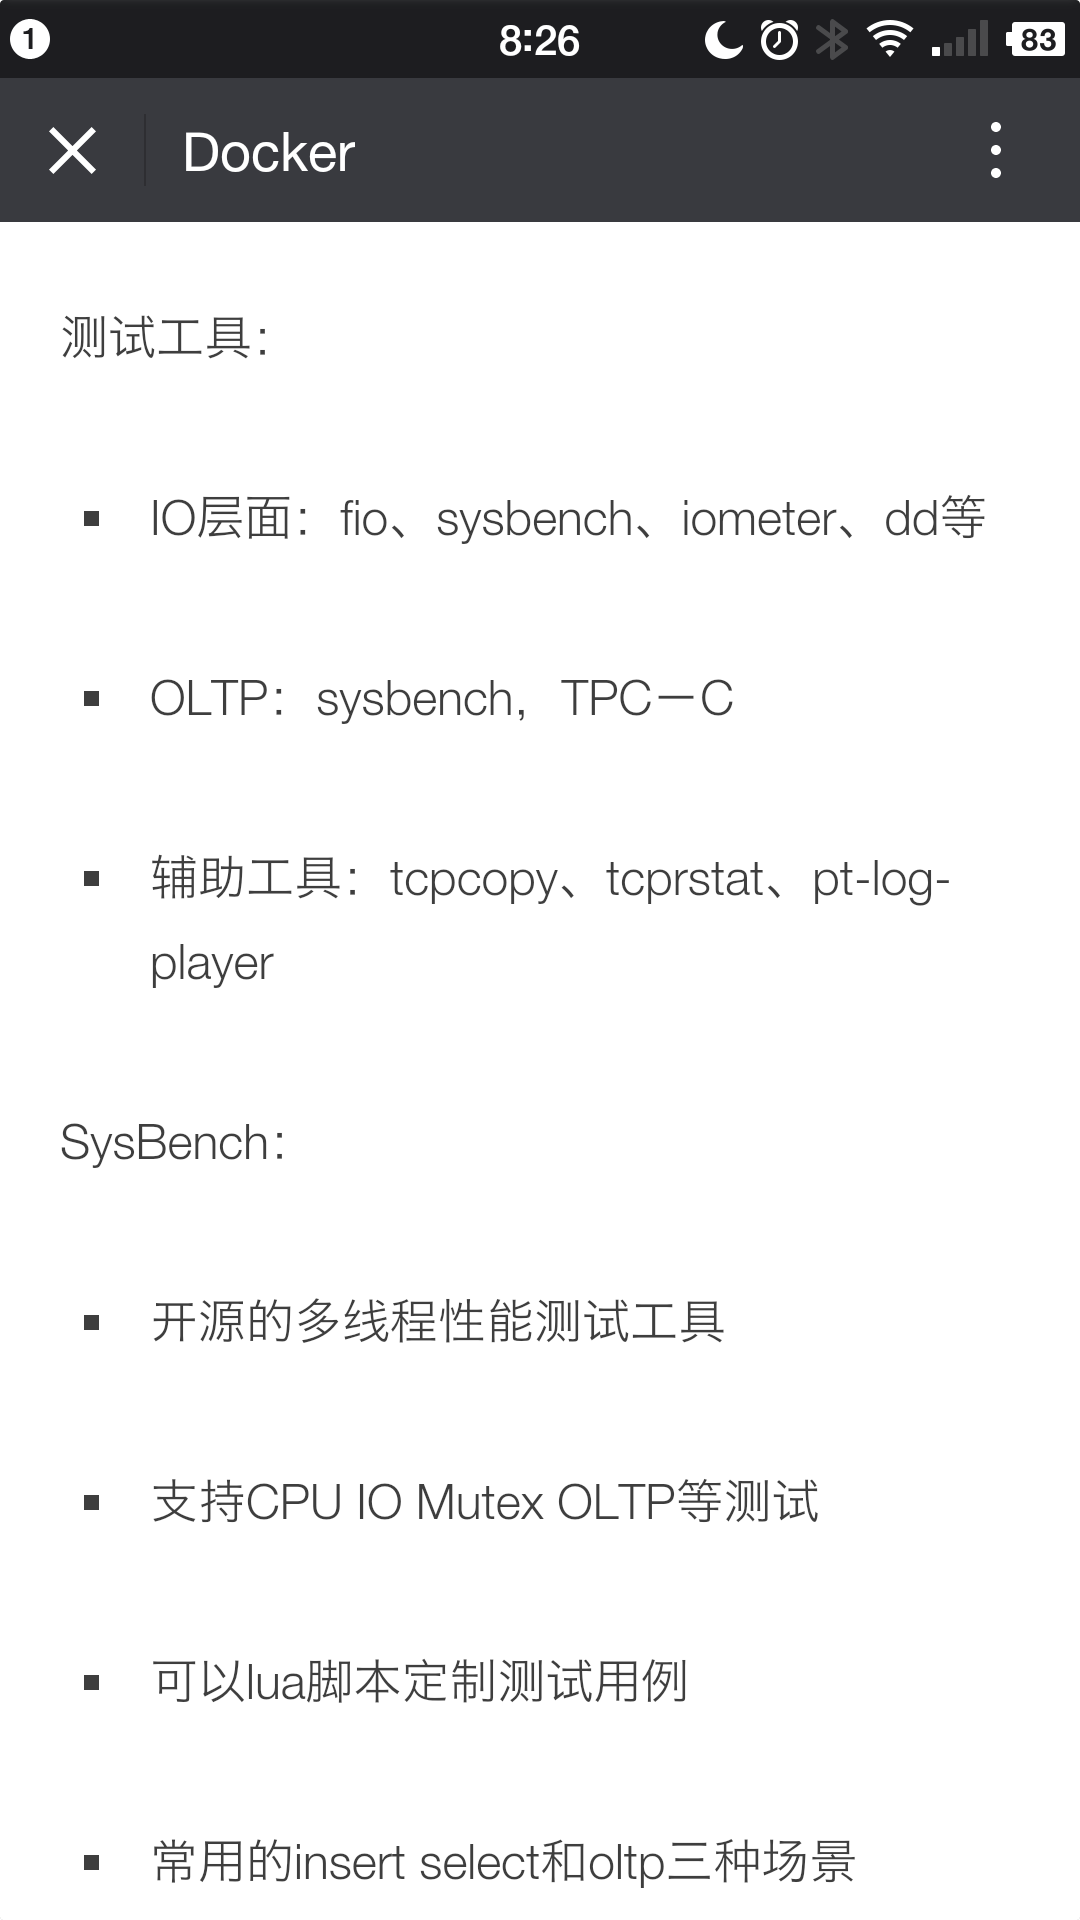 1
8:26
83
Docker
测试工具：
IO层面：fio、sysbench、iometer、dd等
OLTP：sysbench，TPC－C
辅助工具：tcpcopy、tcprstat、pt-log-
player
SysBench：
开源的多线程性能测试工具
支持CPU IO Mutex OLTP等测试
可以lua脚本定制测试用例
常用的insert select和oltp三种场景